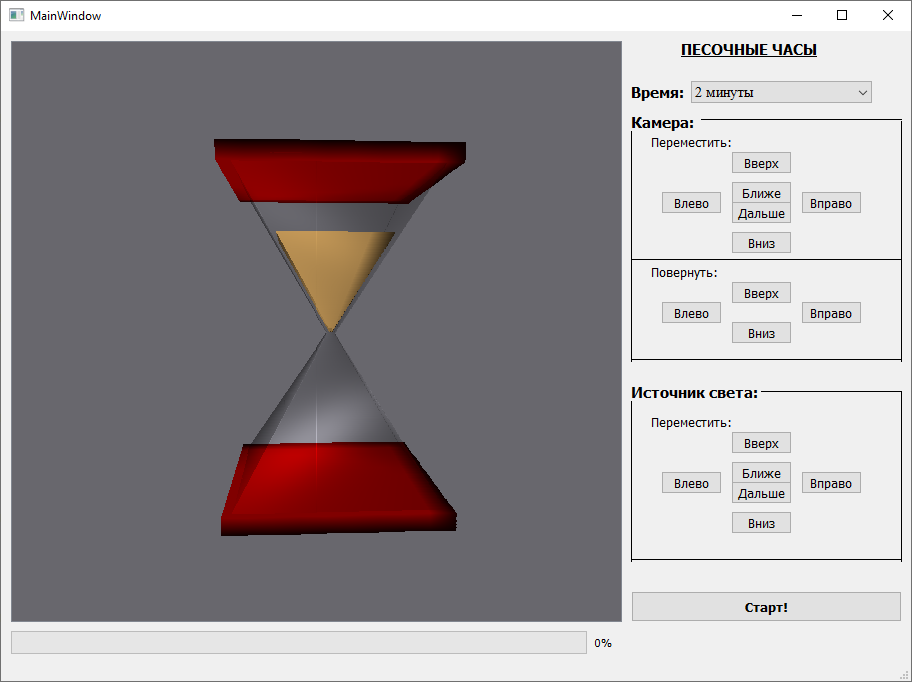 MainWindow
ПЕСОЧНЫЕ ЧАСЫ
Время: 2 минуты
Камера:
Переместить:
Вверх
Ближе
Влево
Вправо
Дальше
Вниз
Повернуть:
Вверх
Влево
Вправо
Вниз
Источник света:
Переместить:
Вверх
Ближе
Влево
Вправо
Дальше
Вниз
Старт!
0%